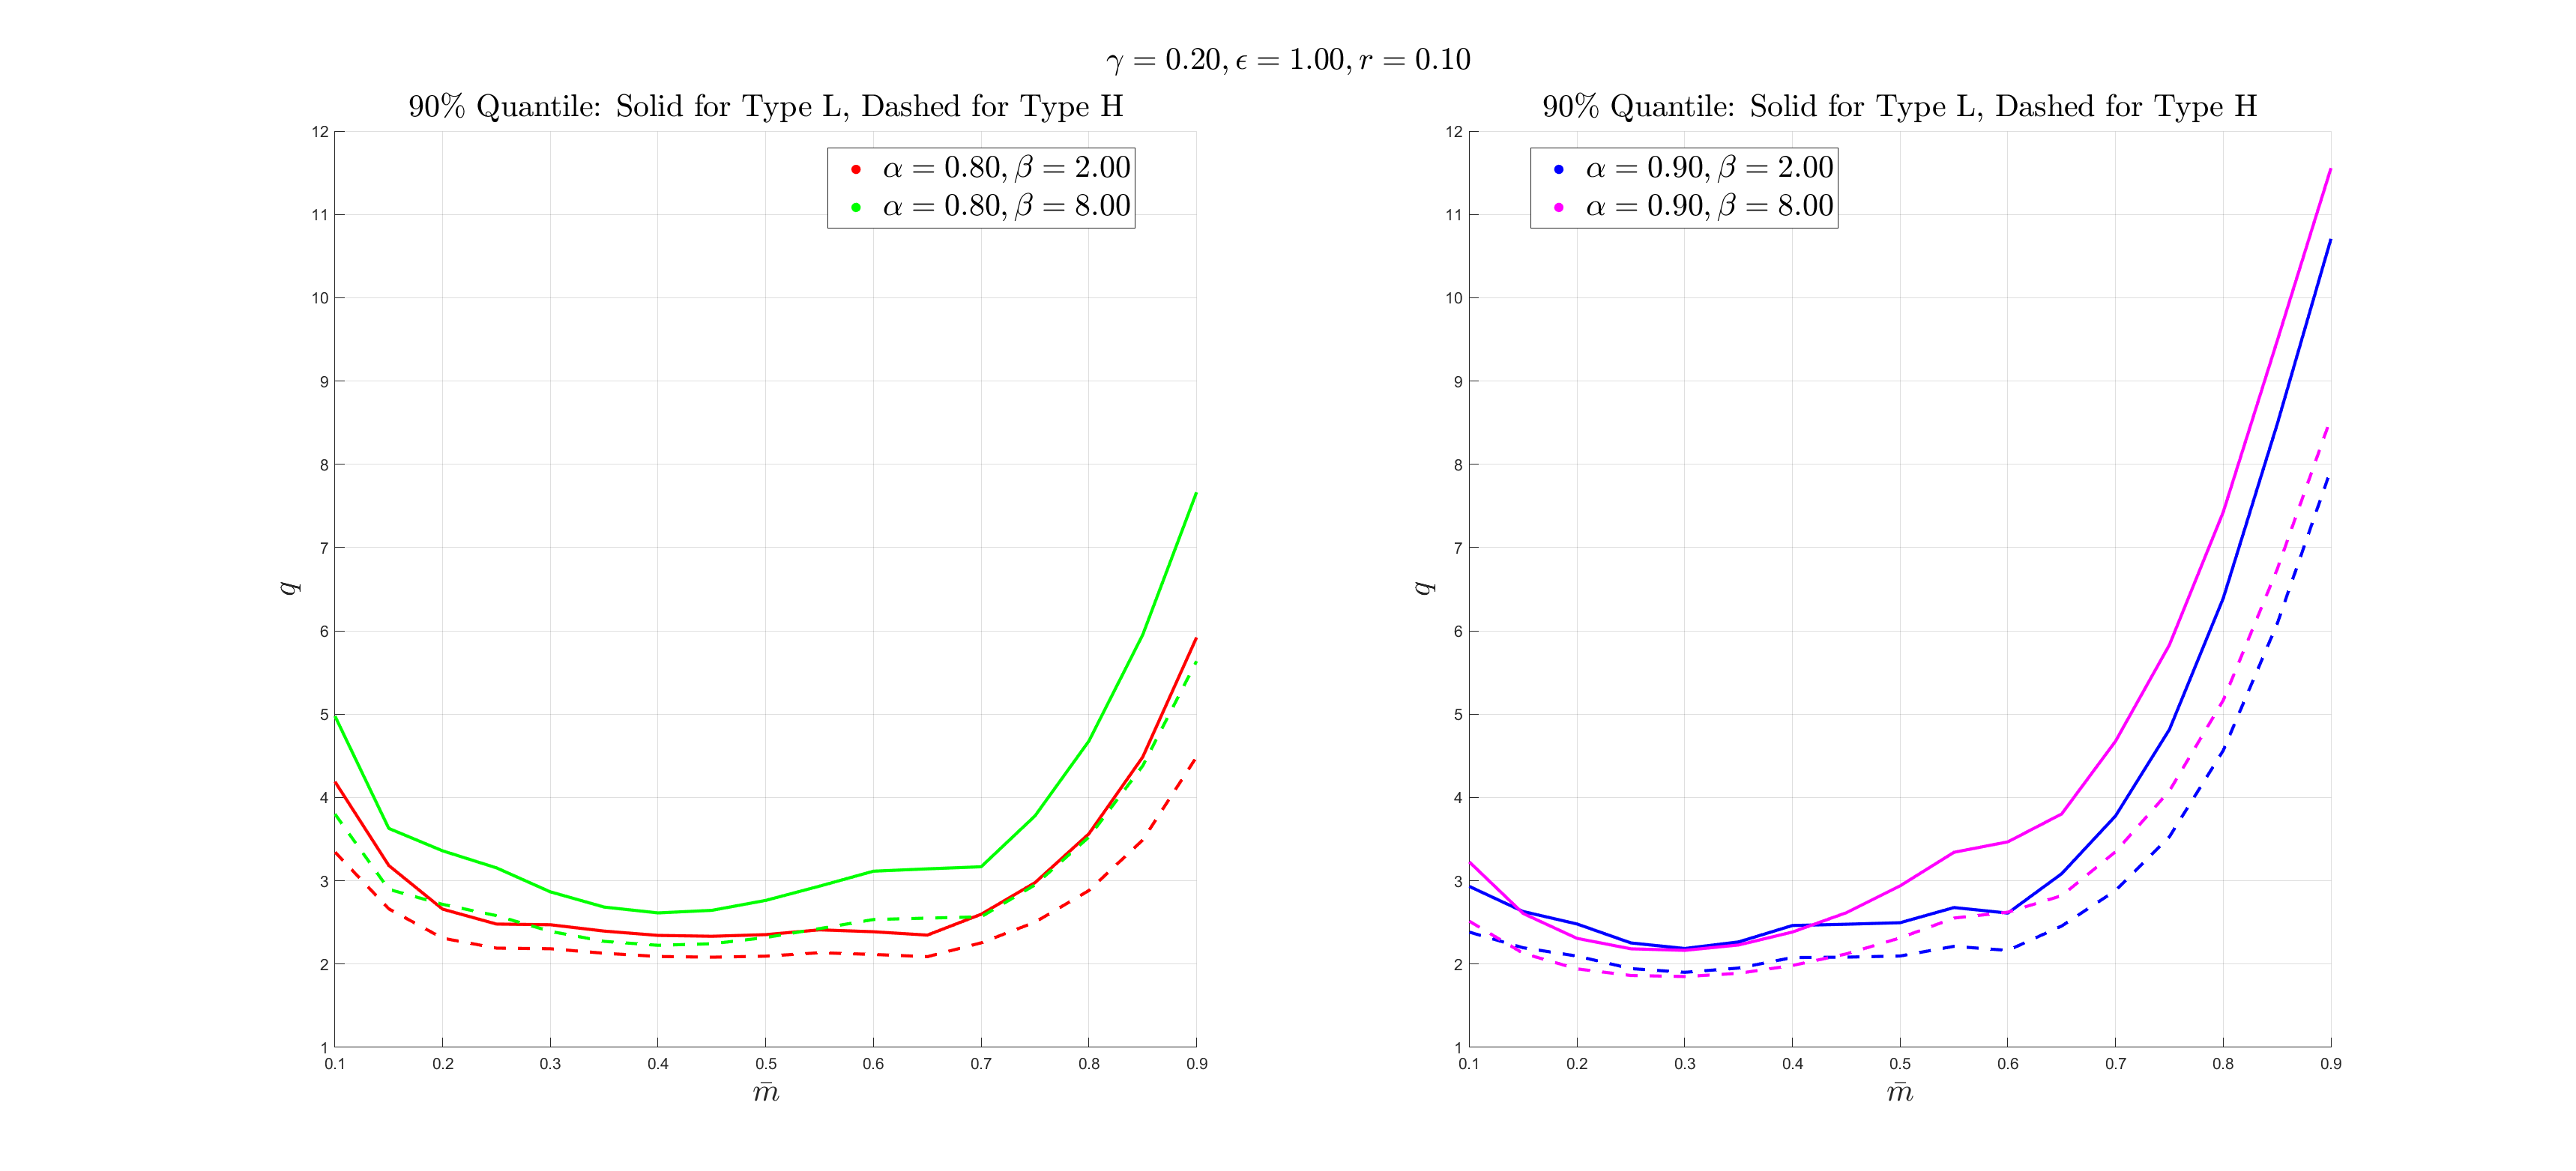 γ = 0.20, ϵ = 1.00, r = 0.10
90% Quantile: Solid for Type L, Dashed for Type H
α = 0.80, β = 2.00
α = 0.80, β = 8.00
12
11
10
9
8
7
6
5
4
3
2
1
q
0.1 0.2 0.3 0.4 0.5 0.6 0.7 0.8 0.9
m̄
90% Quantile: Solid for Type L, Dashed for Type H
α = 0.90, β = 2.00
α = 0.90, β = 8.00
12
11
10
9
8
7
6
5
4
3
2
1
q
0.1 0.2 0.3 0.4 0.5 0.6 0.7 0.8 0.9
m̄